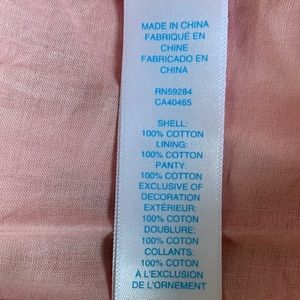 MADE IN CHINA
FABRIQUÉ EN
CHINE
FABRICADO EN
CHINA
RN59284
CA40465
SHELL:
100% COTTON
LINING:
100% COTTON
PANTY:
100% COTTON
EXCLUSIVE OF
DECORATION
EXTÉRIEUR:
100% COTON
DOUBLURE:
100% COTON
COLLANTS:
100% COTON
À L'EXCLUSION
DE L'ORNEMENT